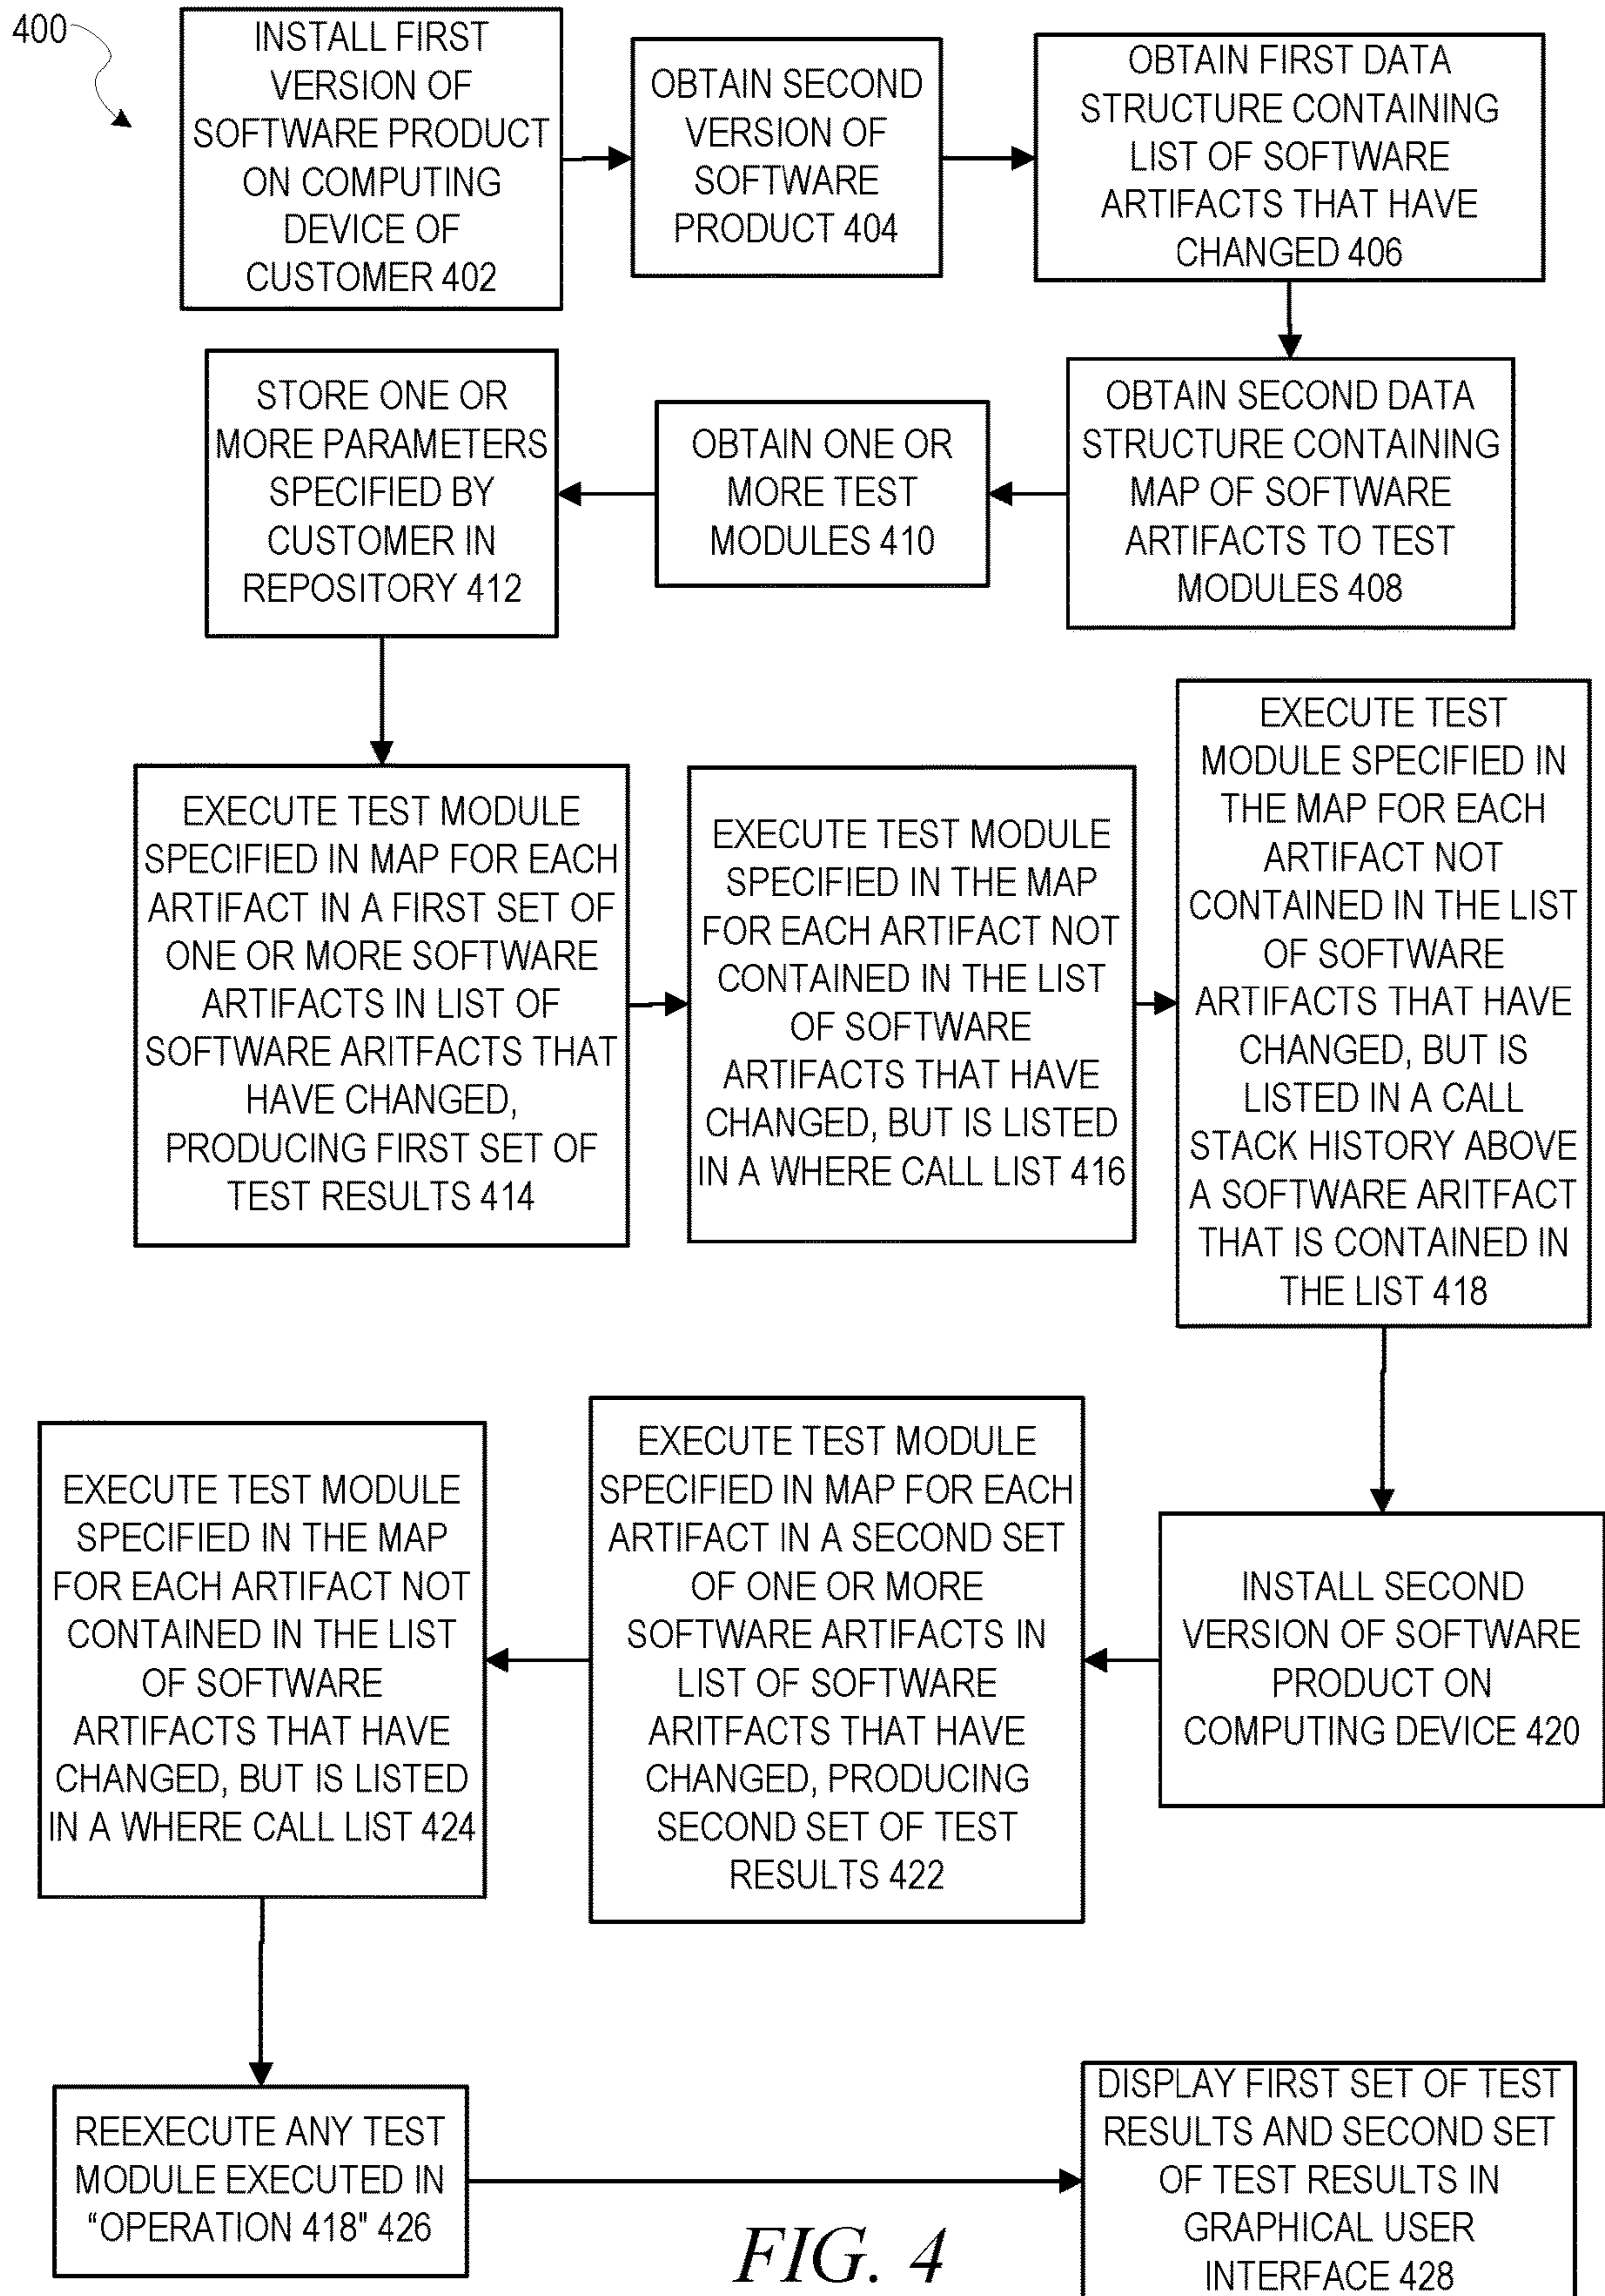 400
INSTALL FIRST
VERSION OF
SOFTWARE PRODUCT
ON COMPUTING
DEVICE OF
CUSTOMER 402
OBTAIN SECOND
VERSION OF
SOFTWARE
PRODUCT 404
OBTAIN FIRST DATA
STRUCTURE CONTAINING
LIST OF SOFTWARE
ARTIFACTS THAT HAVE
CHANGED 406
OBTAIN SECOND DATA
STRUCTURE CONTAINING
MAP OF SOFTWARE
ARTIFACTS TO TEST
MODULES 408
OBTAIN ONE OR
MORE TEST
MODULES 410
STORE ONE OR
MORE PARAMETERS
SPECIFIED BY
CUSTOMER IN
REPOSITORY 412
EXECUTE TEST MODULE
SPECIFIED IN MAP FOR EACH
ARTIFACT IN A FIRST SET OF
ONE OR MORE SOFTWARE
ARTIFACTS IN LIST OF
SOFTWARE ARITFACTS THAT
HAVE CHANGED,
PRODUCING FIRST SET OF
TEST RESULTS 414
EXECUTE TEST MODULE
SPECIFIED IN THE MAP
FOR EACH ARTIFACT NOT
CONTAINED IN THE LIST
OF SOFTWARE
ARTIFACTS THAT HAVE
CHANGED, BUT IS LISTED
IN A WHERE CALL LIST 416
EXECUTE TEST
MODULE SPECIFIED IN
THE MAP FOR EACH
ARTIFACT NOT
CONTAINED IN THE LIST
OF SOFTWARE
ARTIFACTS THAT HAVE
CHANGED, BUT IS
LISTED IN A CALL
STACK HISTORY ABOVE
A SOFTWARE ARITFACT
THAT IS CONTAINED IN
THE LIST 418
INSTALL SECOND
VERSION OF SOFTWARE
PRODUCT ON
COMPUTING DEVICE 420
EXECUTE TEST MODULE
SPECIFIED IN MAP FOR EACH
ARTIFACT IN A SECOND SET
OF ONE OR MORE
SOFTWARE ARTIFACTS IN
LIST OF SOFTWARE
ARITFACTS THAT HAVE
CHANGED, PRODUCING
SECOND SET OF TEST
RESULTS 422
EXECUTE TEST MODULE
SPECIFIED IN THE MAP
FOR EACH ARTIFACT NOT
CONTAINED IN THE LIST
OF SOFTWARE
ARTIFACTS THAT HAVE
CHANGED, BUT IS LISTED
IN A WHERE CALL LIST 424
REEXECUTE ANY TEST
MODULE EXECUTED IN
“OPERATION 418" 426
DISPLAY FIRST SET OF TEST
RESULTS AND SECOND SET
OF TEST RESULTS IN
GRAPHICAL USER
INTERFACE 428
FIG. 4